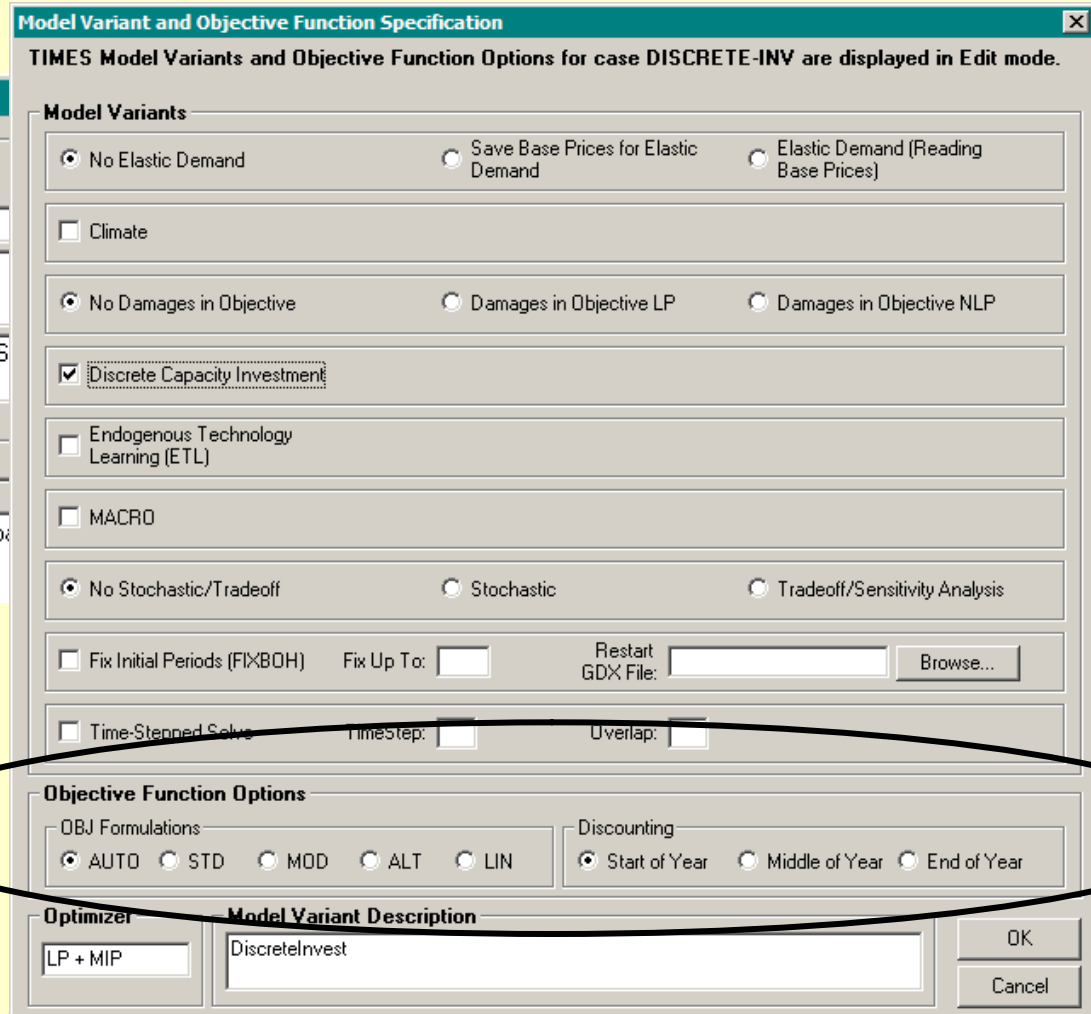 Model Variant and Objective Function Specification
TIMES Model Variants and Objective Function Options for case DISCRETE-INV are displayed in Edit mode.
Model Variants
No Elastic Demand
Save Base Prices for Elastic
Demand
Elastic Demand (Reading
Base Prices)
Climate
No Damages in Objective
Damages in Objective LP
Damages in Objective NLP
Discrete Capacity Investment
Endogenous Technology
Learning (ETL)
MACRO
No Stochastic/Tradeoff
Stochastic
Tradeoff/Sensitivity Analysis
Fix Initial Periods (FIXBOH)
Fix Up To:
Restart
GDX File:
Browse...
Time-Stepped Solve
TimeStep:
Overlap:
Objective Function Options
OBJ Formulations
AUTO
STD
MOD
ALT
LIN
Discounting
Start of Year
Middle of Year
End of Year
Optimizer
LP + MIP
Model Variant Description
DiscreteInvest
OK
Cancel